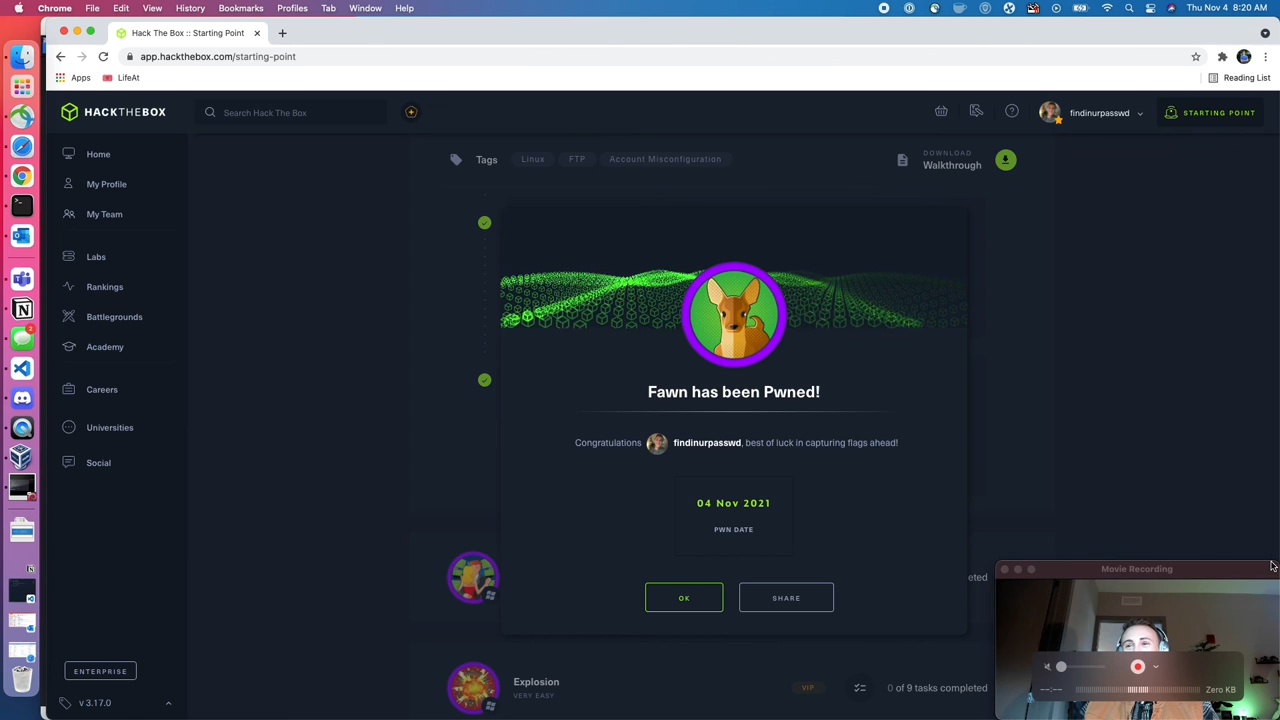 Chrome File Edit View History Bookmarks Profiles Tab Window Help Thu Nov 4 8:20 AM
Hack The Box :: Starting Point
app.hackthebox.com/starting-point
Apps LifeAt Reading List
HACKTHEBOX Search Hack The Box findinurpasswd STARTING POINT
Home
My Profile
My Team
Labs
Rankings
Battlegrounds
Academy
Careers
Universities
Social
ENTERPRISE
v 3.17.0
Tags Linux FTP Account Misconfiguration
DOWNLOAD
Walkthrough
Fawn has been Pwned!
Congratulations findinurpasswd, best of luck in capturing flags ahead!
04 Nov 2021
PWN DATE
OK SHARE
eted
Explosion
VERY EASY
VIP
0 of 9 tasks completed
Movie Recording
--:--
Zero KB
2